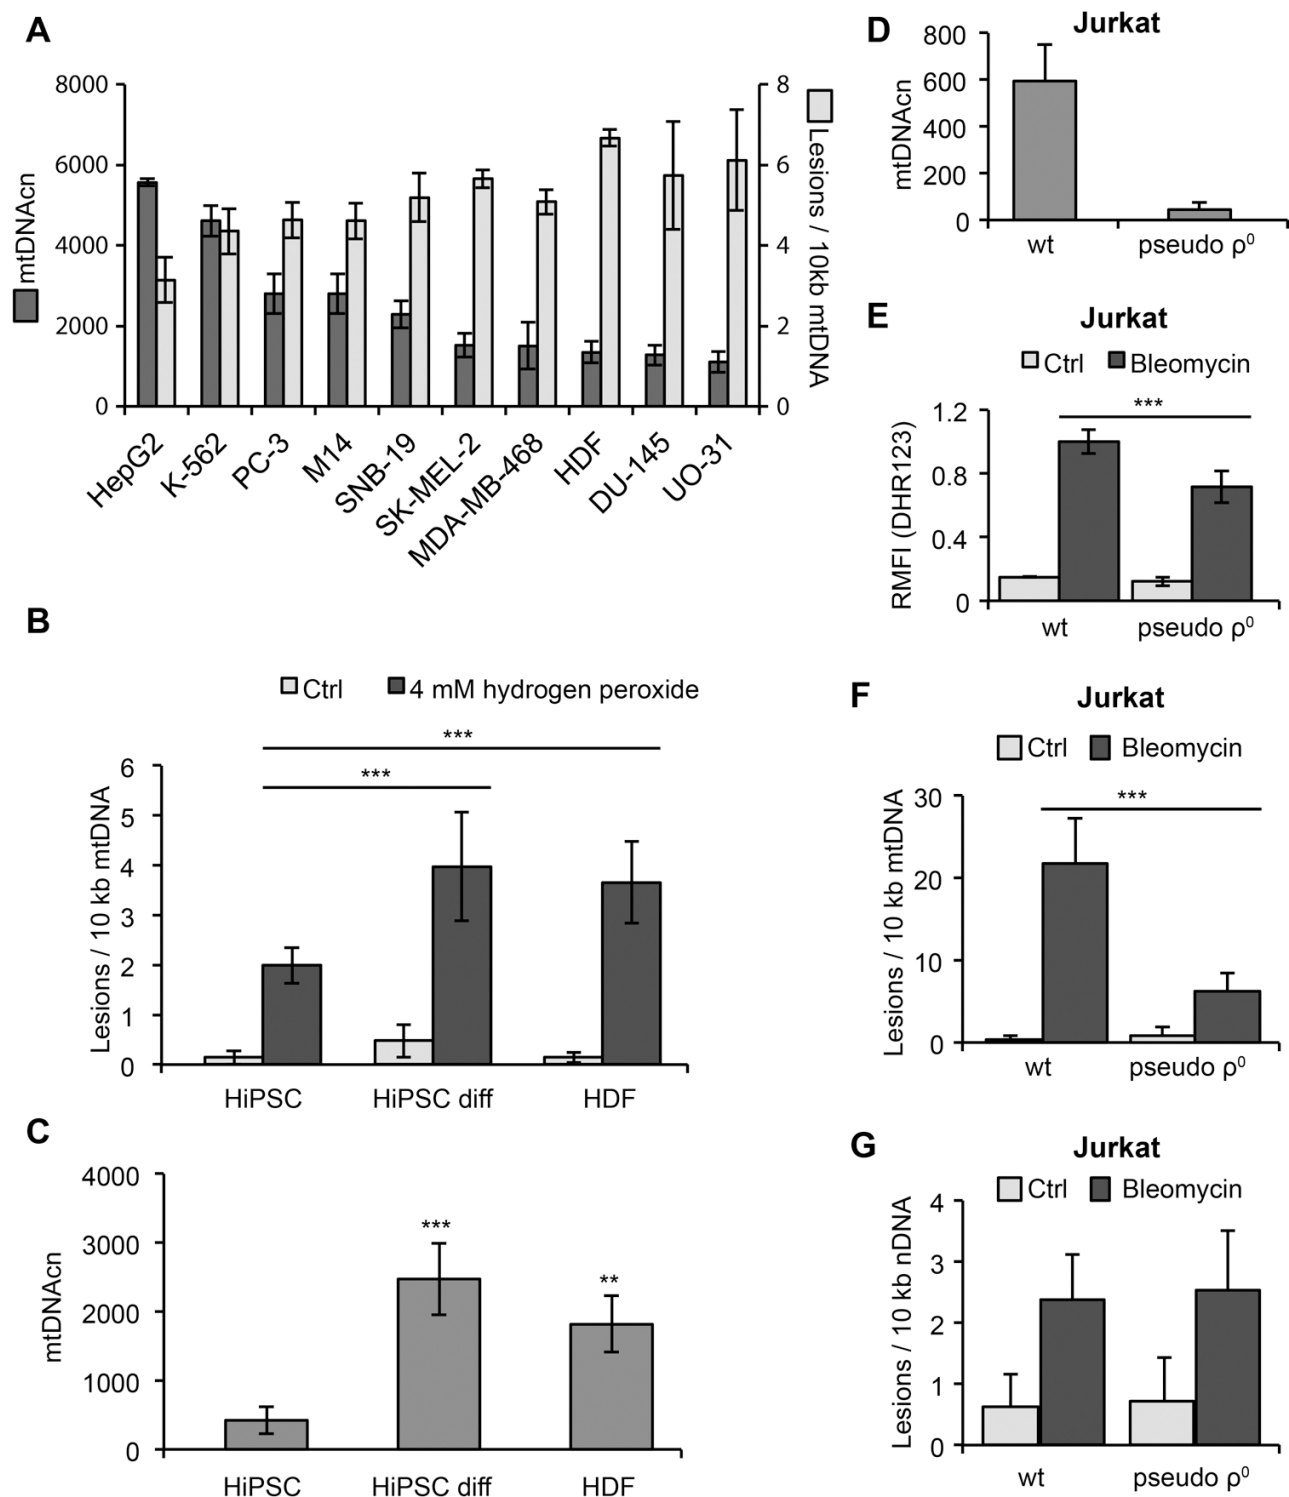 A
mtDNAcn
8000
6000
4000
2000
0
8
6
4
2
0
Lesions / 10kb mtDNA
HepG2
K-562
PC-3
M14
SNB-19
SK-MEL-2
MDA-MB-468
HDF
DU-145
UO-31
B
Ctrl 4 mM hydrogen peroxide
***
***
Lesions / 10 kb mtDNA
6
5
4
3
2
1
0
HiPSC HiPSC diff HDF
C
mtDNAcn
4000
3000
2000
1000
0
***
**
HiPSC HiPSC diff HDF
D
Jurkat
mtDNAcn
800
600
400
200
0
wt pseudo ρ⁰
E
Jurkat
Ctrl Bleomycin
***
RMFI (DHR123)
1.2
0.8
0.4
0
wt pseudo ρ⁰
F
Jurkat
Ctrl Bleomycin
***
Lesions / 10 kb mtDNA
30
20
10
0
wt pseudo ρ⁰
G
Jurkat
Ctrl Bleomycin
Lesions / 10 kb nDNA
4
3
2
1
0
wt pseudo ρ⁰